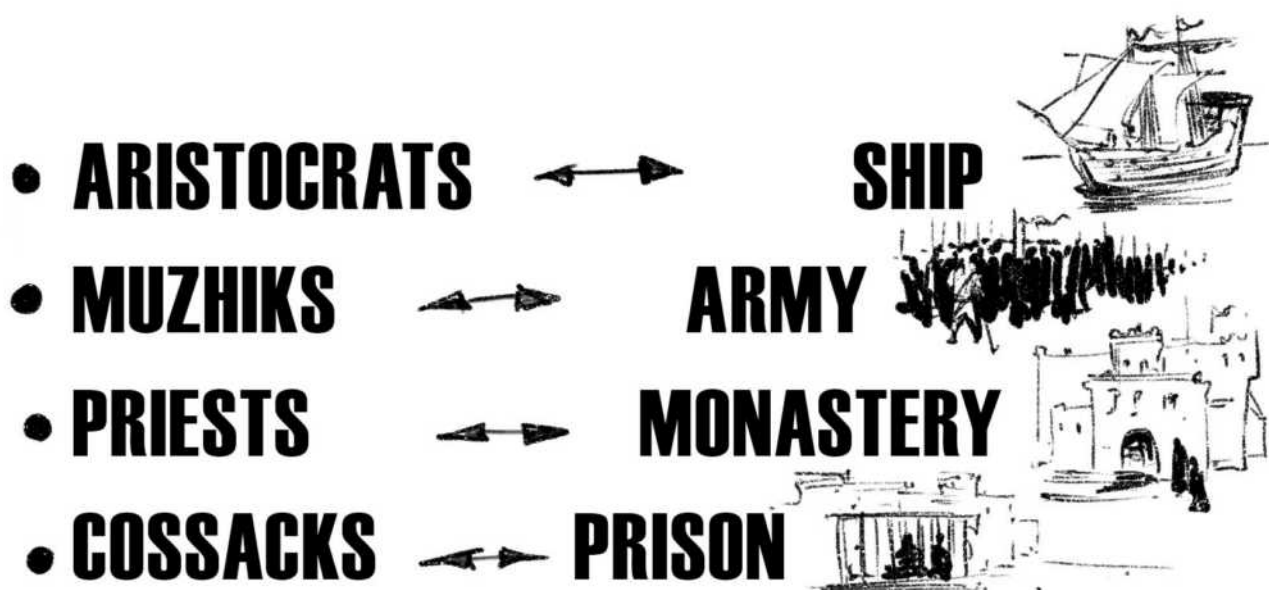 • ARISTOCRATS ↔ SHIP
• MUZHIKS ↔ ARMY
• PRIESTS ↔ MONASTERY
• COSSACKS ↔ PRISON